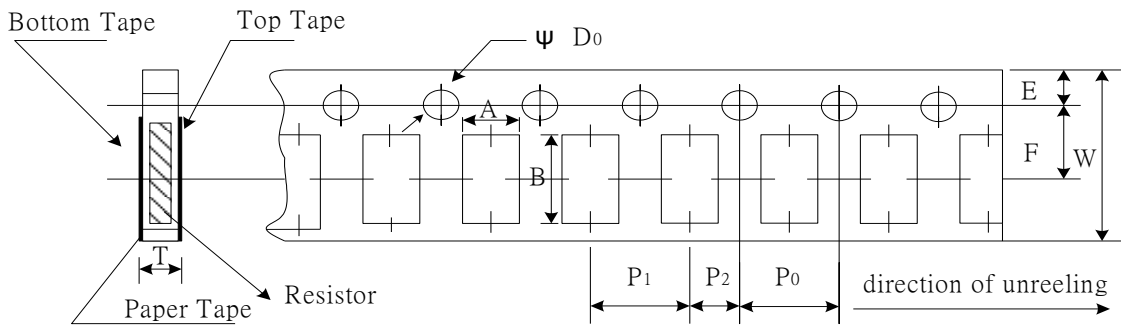 Bottom Tape
Top Tape
Ψ D0
E
A
F
W
B
T
P1
P2
P0
direction of unreeling
Resistor
Paper Tape